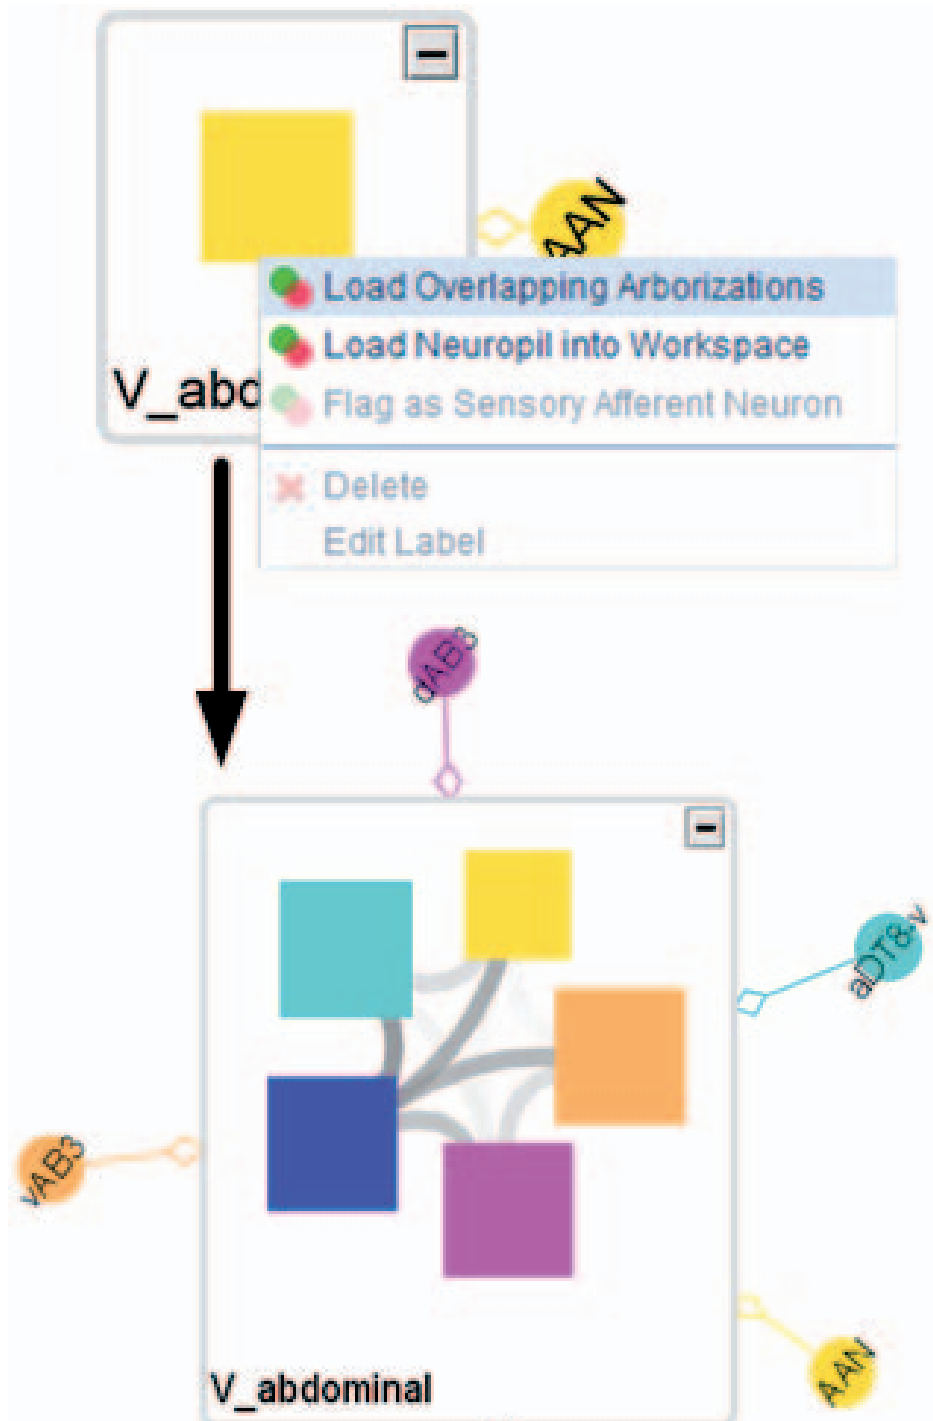 AAN
Load Overlapping Arborizations
Load Neuropil into Workspace
V_abd
Flag as Sensory Afferent Neuron
Delete
Edit Label
dAB3
aDT8-v
vAB3
AAN
V_abdominal